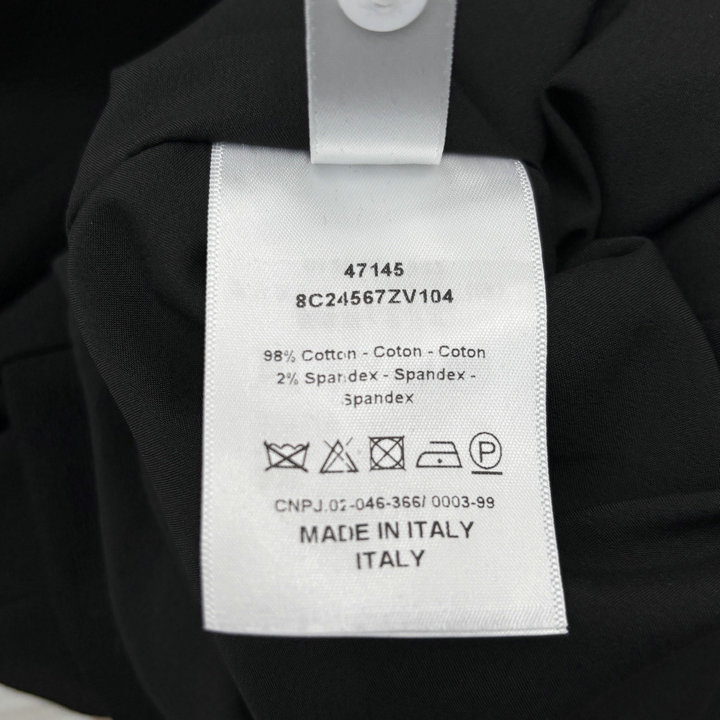 47145
8C24567ZV104
98% Cotton - Coton - Coton
2% Spandex - Spandex -
Spandex
P
CNPJ.02-046-366/ 0003-99
MADE IN ITALY
ITALY